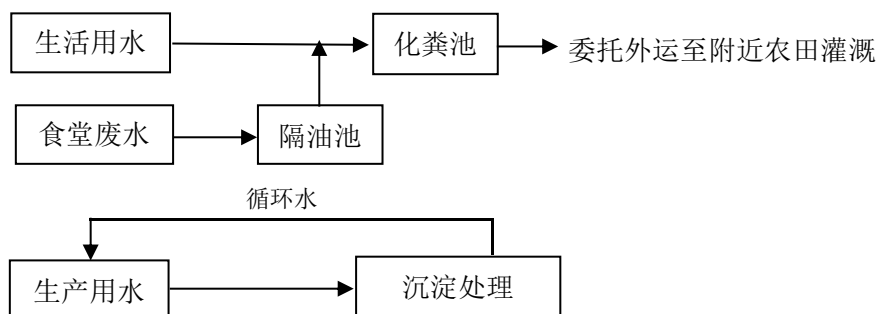 生活用水
化粪池
委托外运至附近农田灌溉
食堂废水
隔油池
循环水
生产用水
沉淀处理